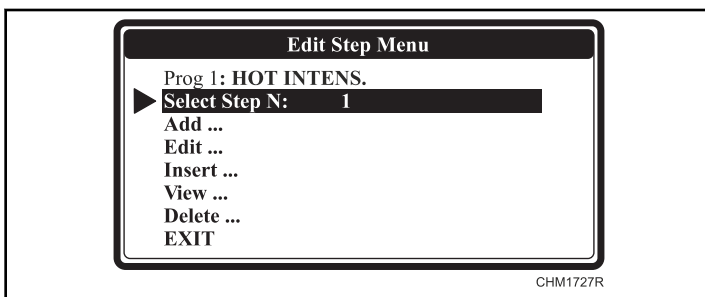 Edit Step Menu
Prog 1: HOT INTENS.
Select Step N: 1
Add ...
Edit ...
Insert ...
View ...
Delete ...
EXIT
CHM1727R